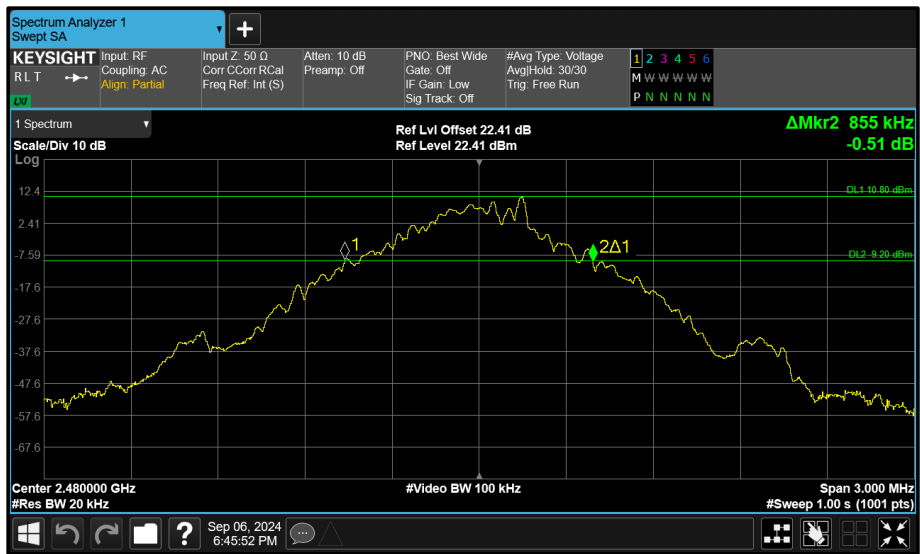 Spectrum Analyzer 1
Swept SA
+
KEYSIGHT
R L T
LXI
Input: RF
Coupling: AC
Align: Partial
Input Z: 50 Ω
Corr CCorr RCal
Freq Ref: Int (S)
Atten: 10 dB
Preamp: Off
PNO: Best Wide
Gate: Off
IF Gain: Low
Sig Track: Off
#Avg Type: Voltage
Avg|Hold: 30/30
Trig: Free Run
1 2 3 4 5 6
M W W W W W
P N N N N N
1 Spectrum
Scale/Div 10 dB
Log
Ref Lvl Offset 22.41 dB
Ref Level 22.41 dBm
ΔMkr2 855 kHz
-0.51 dB
12.4
DL1 10.80 dBm
2.41
1
2Δ1
-7.59
DL2 -9.20 dBm
-17.6
-27.6
-37.6
-47.6
-57.6
-67.6
Center 2.480000 GHz
#Video BW 100 kHz
Span 3.000 MHz
#Res BW 20 kHz
#Sweep 1.00 s (1001 pts)
?
Sep 06, 2024
6:45:52 PM